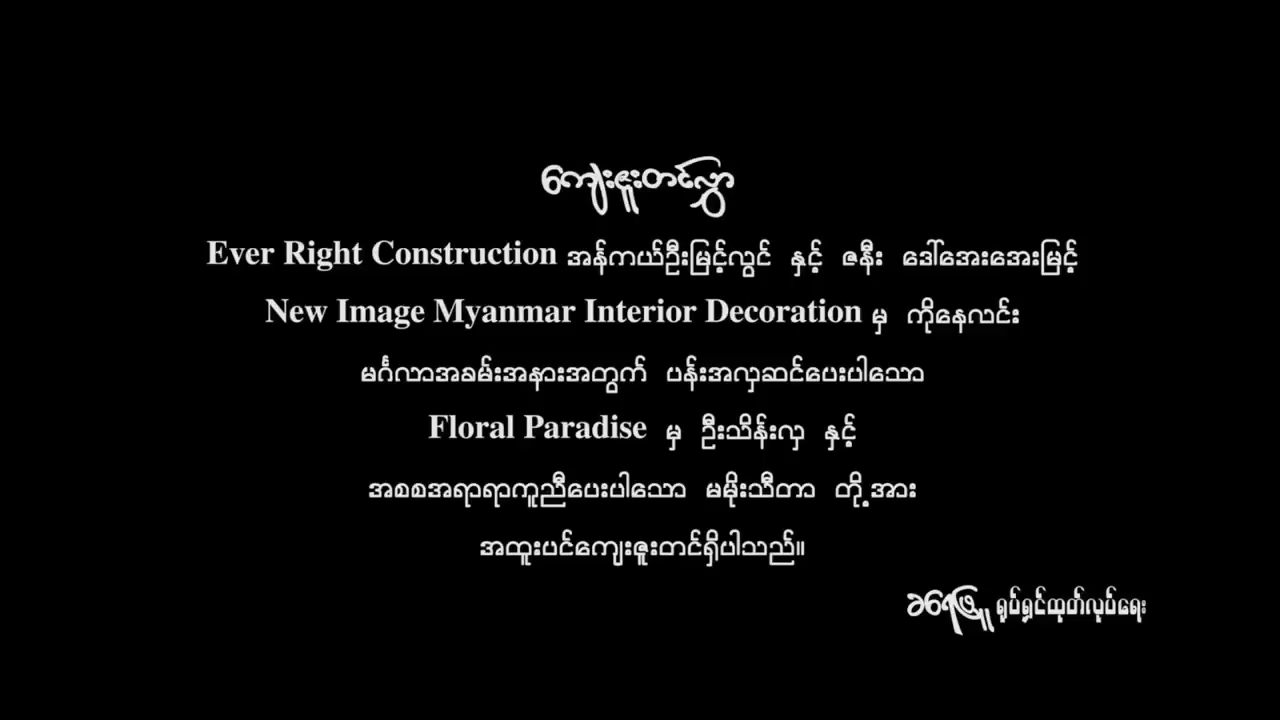 ကျေးဇူးတင်လွှာ
Ever Right Construction အန်ကယ်ဦးမြင့်လွင် နှင့် ဇနီး ဒေါ်အေးအေးမြင့်
New Image Myanmar Interior Decoration မှ ကိုနေလင်း
မင်္ဂလာအခမ်းအနားအတွက် ပန်းအလှဆင်ပေးပါသော
Floral Paradise မှ ဦးသိန်းလှ နှင့်
အစစအရာရာကူညီပေးပါသော မမိုးသီတာ တို့အား
အထူးပင်ကျေးဇူးတင်ရှိပါသည်။
ခရေဖြူ ရုပ်ရှင်ထုတ်လုပ်ရေး